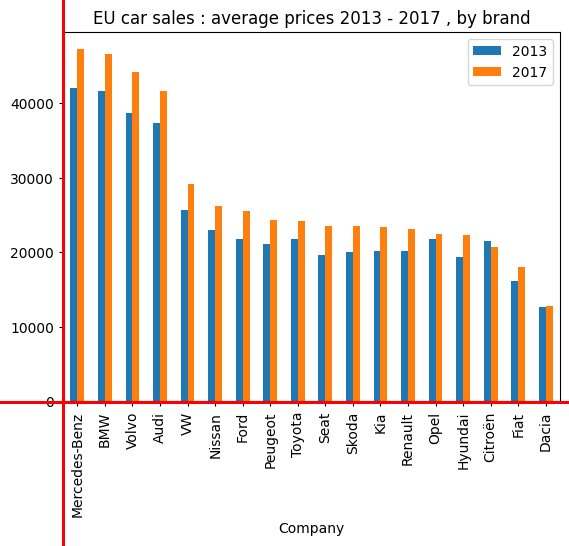 EU car sales : average prices 2013 - 2017 , by brand
2013
2017
40000
30000
20000
10000
0
Mercedes-Benz
BMW
Volvo
Audi
VW
Nissan
Ford
Peugeot
Toyota
Seat
Skoda
Kia
Renault
Opel
Hyundai
Citroën
Fiat
Dacia
Company